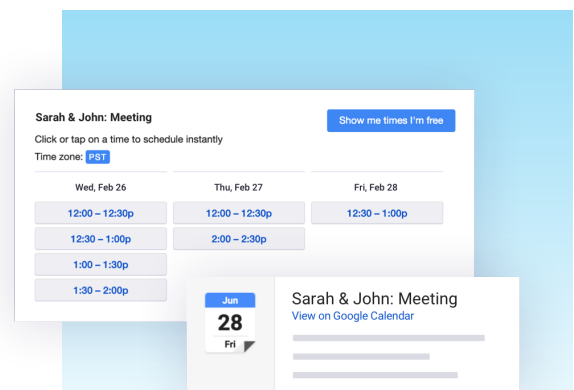 Sarah & John: Meeting
Show me times I'm free
Click or tap on a time to schedule instantly
Time zone: PST
Wed, Feb 26
Thu, Feb 27
Fri, Feb 28
12:00 – 12:30p
12:00 – 12:30p
12:30 – 1:00p
12:30 – 1:00p
2:00 – 2:30p
1:00 – 1:30p
1:30 – 2:00p
Jun
28
Fri
Sarah & John: Meeting
View on Google Calendar